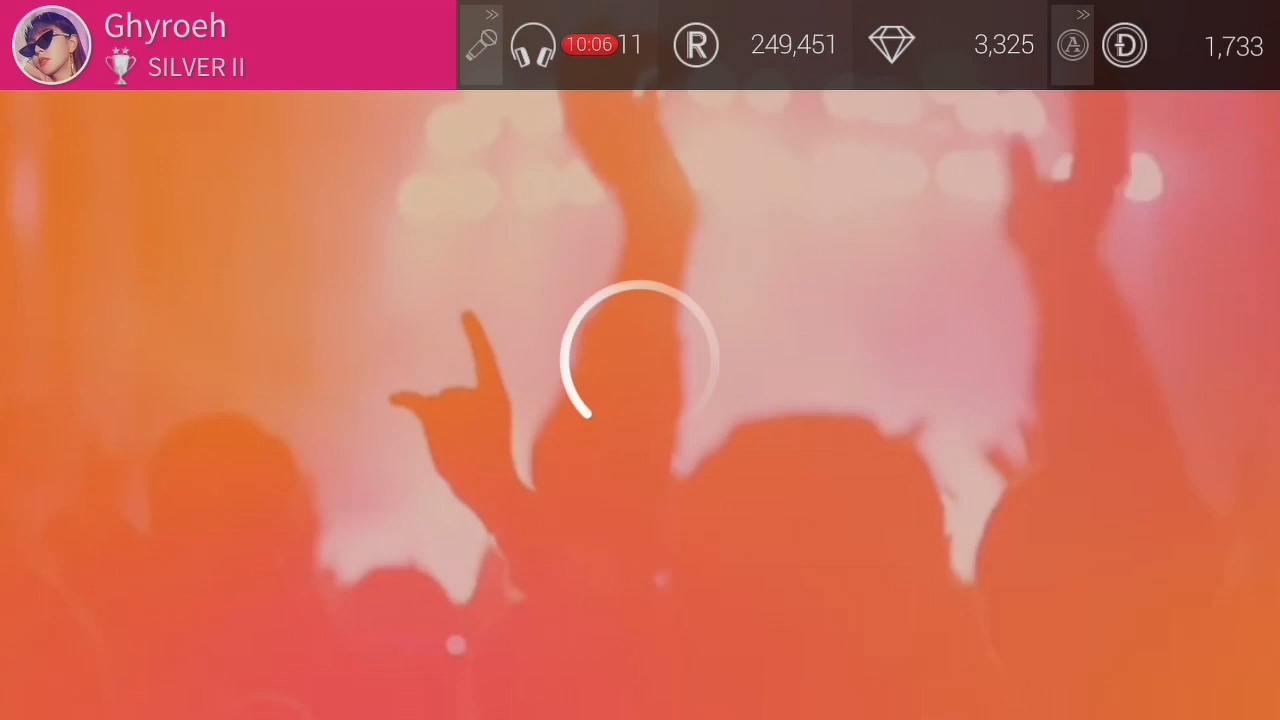 Ghyroeh
SILVER II
10:06 11
R 249,451
3,325
A
Đ 1,733